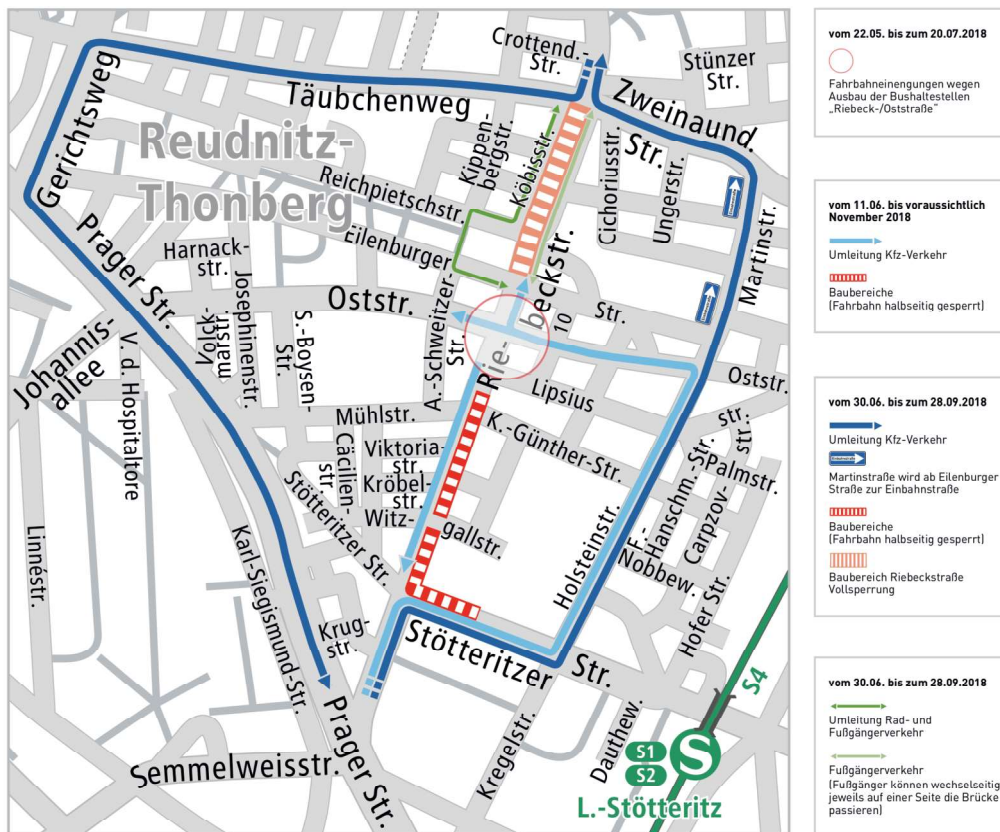 Crottend.-
Str.
Stünzer
Str.
Täubchenweg
Zweinaund.
Str.
Gerichtsweg
Reudnitz-
Thonberg
Kippen-
bergstr.
Köbisstr.
Reichpietschstr.
Cichoriusstr.
Ungerstr.
Eilenburger
Str.
Martinstr.
Prager Str.
Harnack-
str.
Josephinenstr.
Oststr.
A.-Schweitzer-
Str.
Rie-
beckstr.
10
Oststr.
Johannis-
allee
V. d. Hospitaltore
Volk-
marsstr.
S.-Boysen-
Str.
Lipsius
str.
Mühlstr.
K.-Günther-Str.
Cäcilien-
str.
Viktoria-
str.
Kröbel-
str.
Witz-
gallstr.
Palmstr.
str.
F.-
Hanschm.-Str.
Carpzov-
Nobbew.
Stötteritzer Str.
Holsteinstr.
Hofer Str.
Linnéstr.
Karl-Siegismund-Str.
Krug-
str.
Stötteritzer
Str.
Prager Str.
Semmelweisstr.
Kregelstr.
Dauthew.
S4
S1
S2
S
L.-Stötteritz
vom 22.05. bis zum 20.07.2018
Fahrbahneinengungen wegen
Ausbau der Bushaltestellen
„Riebeck-/Oststraße“
vom 11.06. bis voraussichtlich
November 2018
Umleitung Kfz-Verkehr
Baubereiche
(Fahrbahn halbseitig gesperrt)
vom 30.06. bis zum 28.09.2018
Umleitung Kfz-Verkehr
Martinstraße wird ab Eilenburger
Straße zur Einbahnstraße
Baubereiche
(Fahrbahn halbseitig gesperrt)
Baubereich Riebeckstraße
Vollsperrung
vom 30.06. bis zum 28.09.2018
Umleitung Rad- und
Fußgängerverkehr
Fußgängerverkehr
(Fußgänger können wechselseitig
jeweils auf einer Seite die Brücke
passieren)